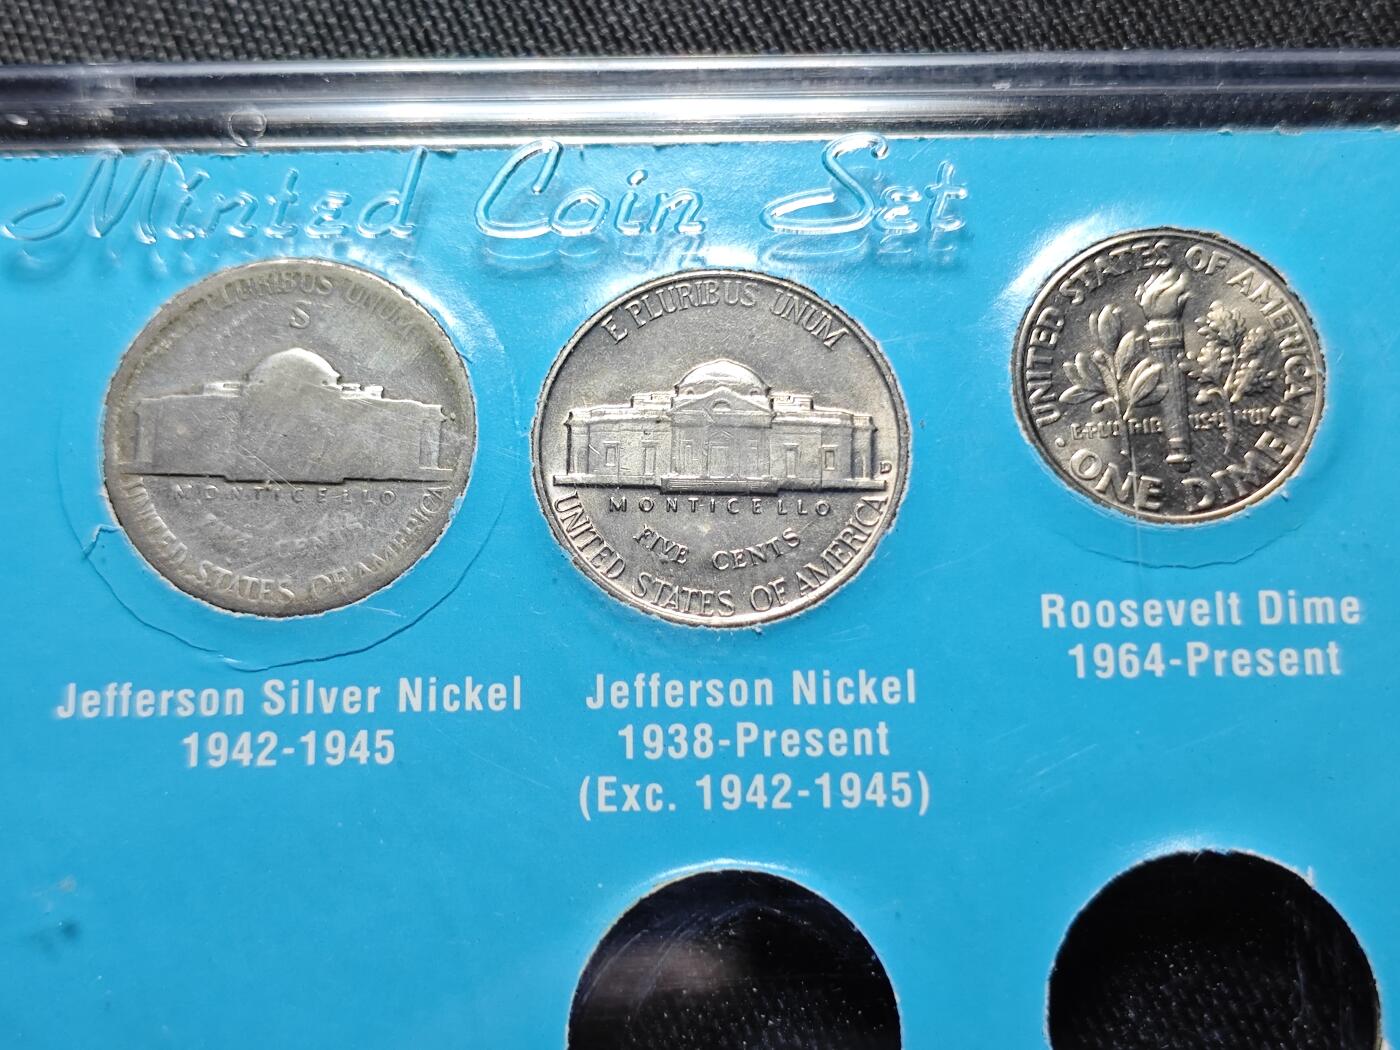 Minted Coin Set
PLURIBUS UNUM
S
MONTICELLO
UNITED STATES OF AMERICA
E PLURIBUS UNUM
D
MONTICELLO
FIVE CENTS
UNITED STATES OF AMERICA
UNITED STATES OF AMERICA
ONE DIME
Jefferson Silver Nickel
1942-1945
Jefferson Nickel
1938-Present
(Exc. 1942-1945)
Roosevelt Dime
1964-Present